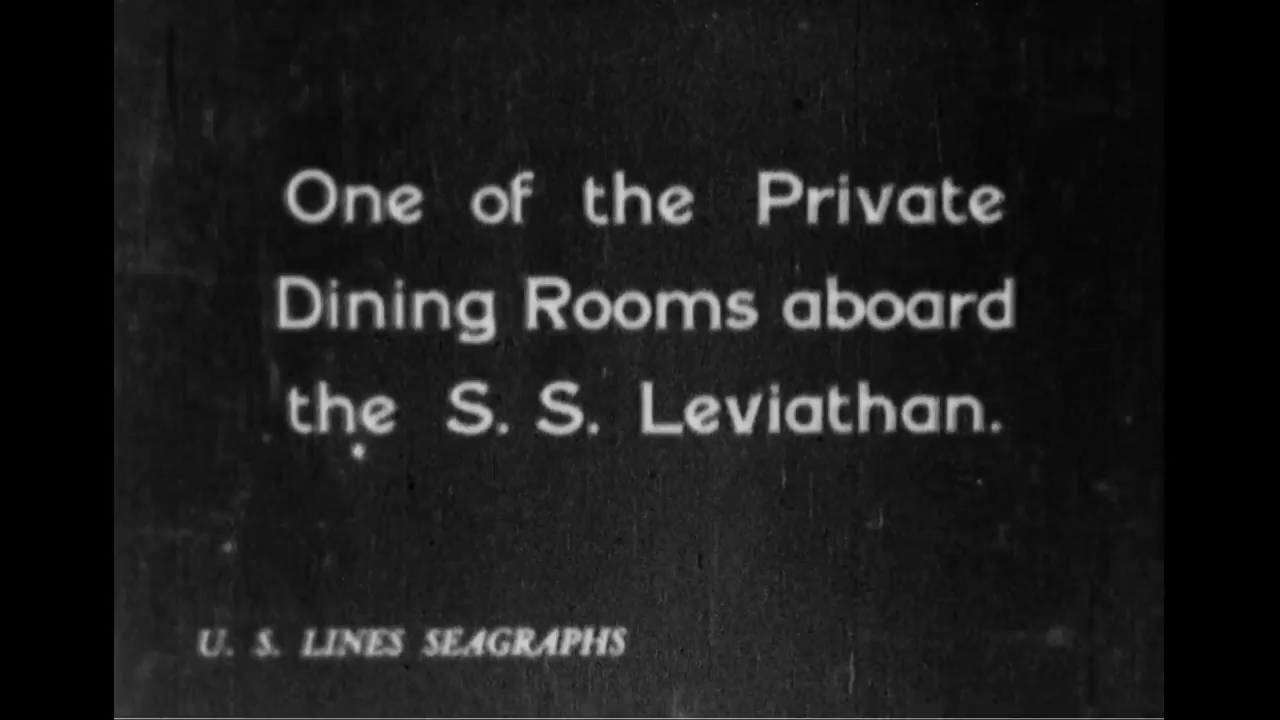 One of the Private
Dining Rooms aboard
the S. S. Leviathan.
U. S. LINES SEAGRAPHS